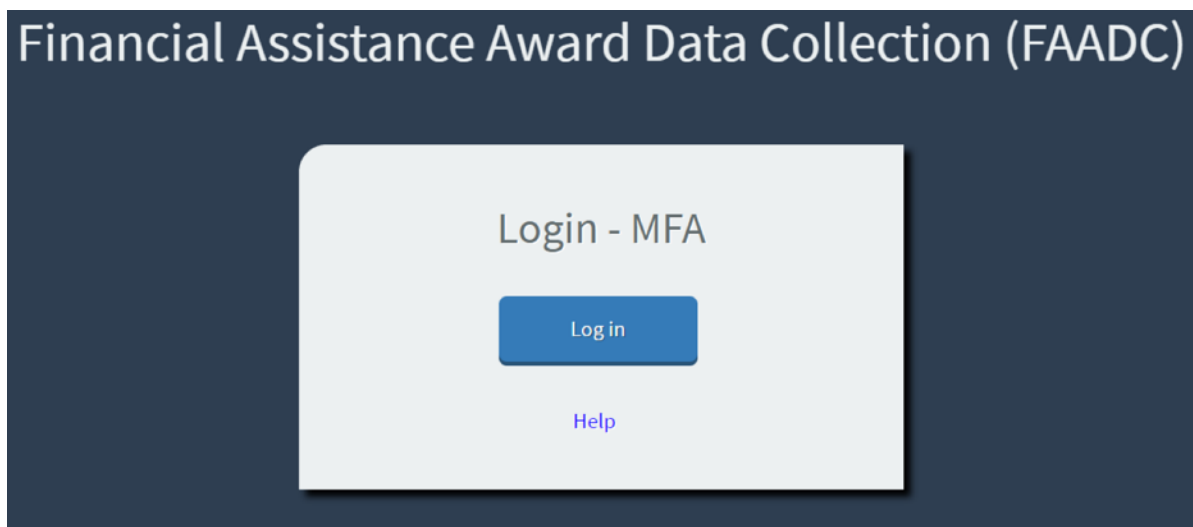 Financial Assistance Award Data Collection (FAADC)
Login - MFA
Log in
Help